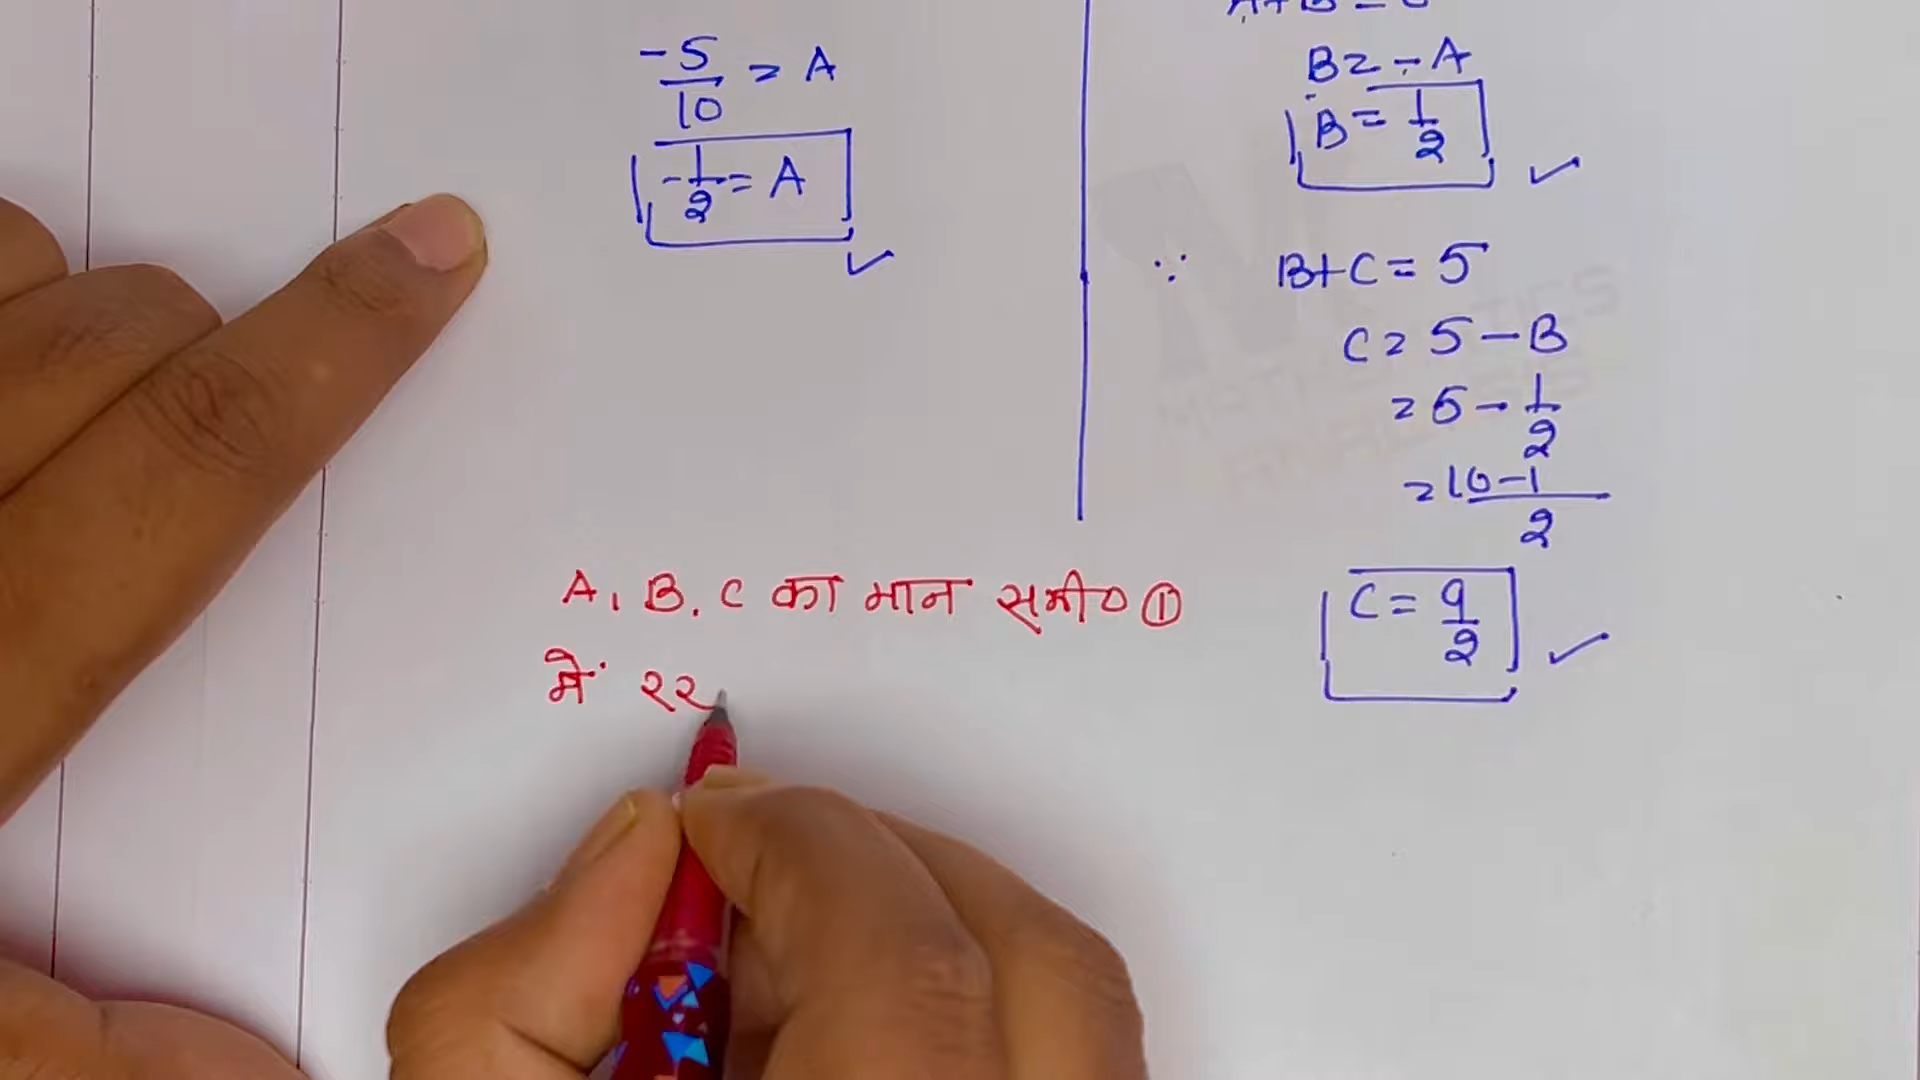 -5/10 = A
-1/2 = A
B = -A
B = 1/2
∵ B+C = 5
C = 5 - B
= 5 - 1/2
= 10-1/2
C = 9/2
A, B, C का मान समी० ①
में रर